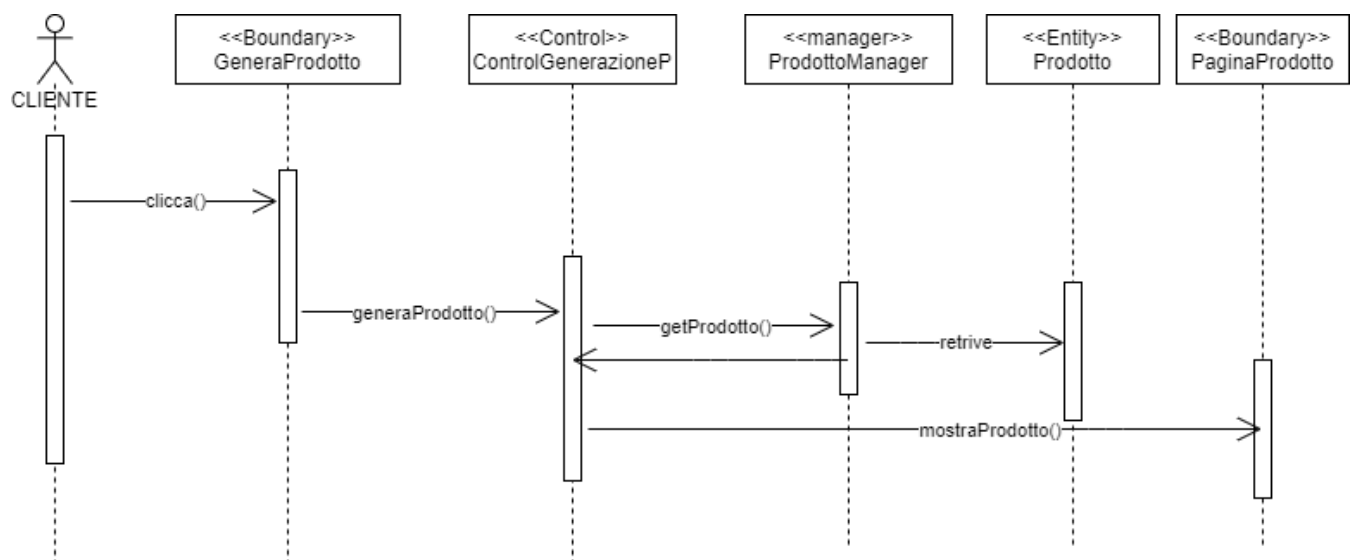 <<Boundary>>
GeneraProdotto
<<Control>>
ControlGenerazioneP
<<manager>>
ProdottoManager
<<Entity>>
Prodotto
<<Boundary>>
PaginaProdotto
CLIENTE
clicca()
generaProdotto()
getProdotto()
retrive
mostraProdotto()